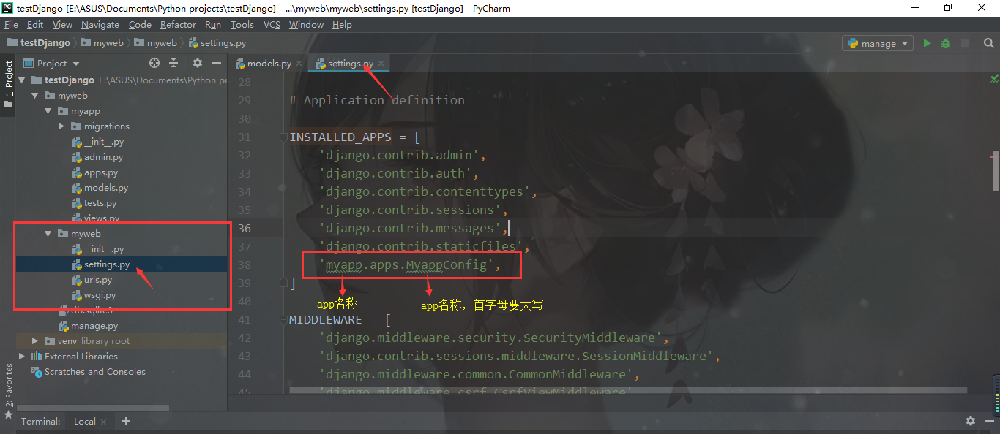 testDjango [E:\ASUS\Documents\Python projects\testDjango] - ...\myweb\myweb\settings.py [testDjango] - PyCharm
File Edit View Navigate Code Refactor Run Tools VCS Window Help
testDjango myweb myweb settings.py
manage
1: Project
Project
testDjango E:\ASUS\Documents\Python pr
myweb
myapp
migrations
__init__.py
admin.py
apps.py
models.py
tests.py
views.py
myweb
__init__.py
settings.py
urls.py
wsgi.py
db.sqlite3
manage.py
venv library root
External Libraries
Scratches and Consoles
models.py
settings.py
28
29 # Application definition
30
31 INSTALLED_APPS = [
32 'django.contrib.admin',
33 'django.contrib.auth',
34 'django.contrib.contenttypes',
35 'django.contrib.sessions',
36 'django.contrib.messages',
37 'django.contrib.staticfiles',
38 'myapp.apps.MyappConfig',
39 ]
app名称
app名称，首字母要大写
40
41 MIDDLEWARE = [
42 'django.middleware.security.SecurityMiddleware',
43 'django.contrib.sessions.middleware.SessionMiddleware',
44 'django.middleware.common.CommonMiddleware',
45 'django.middleware.csrf.CsrfViewMiddleware'
2: Favorites
Terminal: Local